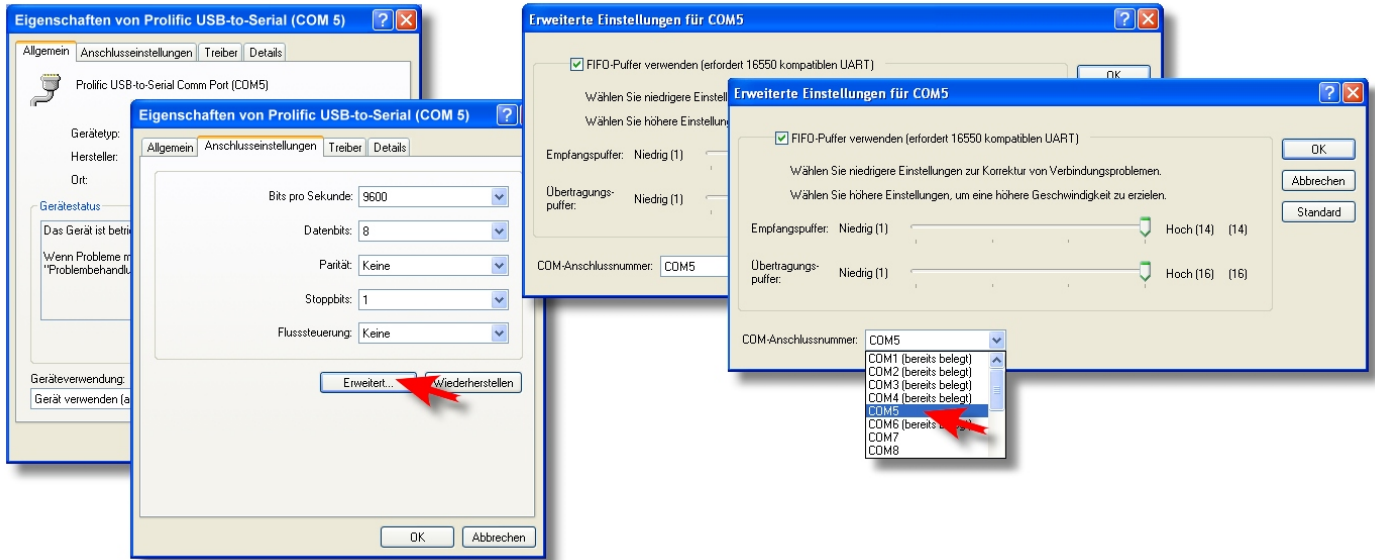 Eigenschaften von Prolific USB-to-Serial (COM 5)
Allgemein Anschlusseinstellungen Treiber Details
Prolific USB-to-Serial Comm Port (COM5)
Gerätetyp:
Hersteller:
Ort:
Gerätestatus
Das Gerät ist
Wenn Probleme
Geräteverwendung:
Gerät verwenden
Eigenschaften von Prolific USB-to-Serial (COM 5)
Allgemein Anschlusseinstellungen Treiber Details
Bits pro Sekunde: 9600
Datenbits: 8
Parität: Keine
Stoppbits: 1
Flusssteuerung: Keine
Erweitert... Wiederherstellen
OK Abbrechen
Erweiterte Einstellungen für COM5
FIFO-Puffer verwenden (erfordert 16550 kompatiblen UART)
OK
Wählen Sie niedrigere
Wählen Sie höhere
Empfangspuffer: Niedrig (1)
Übertragungs-
puffer: Niedrig (1)
COM-Anschlussnummer: COM5
Erweiterte Einstellungen für COM5
FIFO-Puffer verwenden (erfordert 16550 kompatiblen UART)
OK
Wählen Sie niedrigere Einstellungen zur Korrektur von Verbindungsproblemen.
Abbrechen
Wählen Sie höhere Einstellungen, um eine höhere Geschwindigkeit zu erzielen.
Standard
Empfangspuffer: Niedrig (1) Hoch (14) (14)
Übertragungs-
puffer: Niedrig (1) Hoch (16) (16)
COM-Anschlussnummer: COM5
COM1 (bereits belegt)
COM2 (bereits belegt)
COM3 (bereits belegt)
COM4 (bereits belegt)
COM5
COM6 (bereits belegt)
COM7
COM8